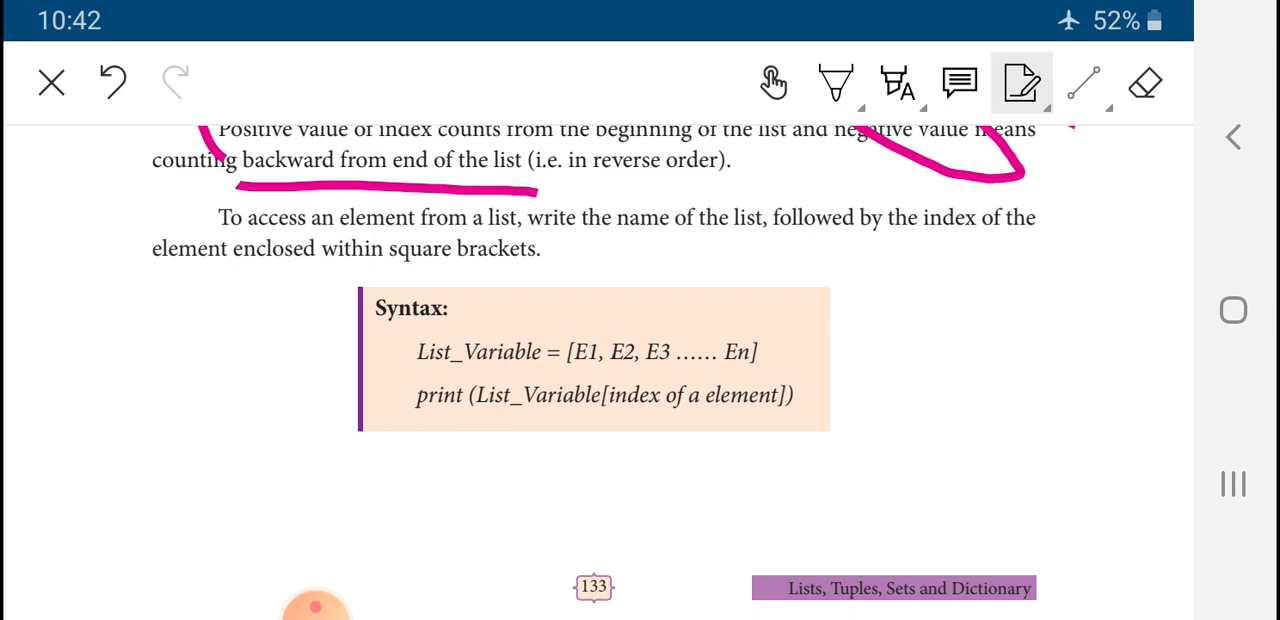 10:42
52%
Positive value of index counts from the beginning of the list and negative value means
counting backward from end of the list (i.e. in reverse order).
To access an element from a list, write the name of the list, followed by the index of the
element enclosed within square brackets.
Syntax:
List_Variable = [E1, E2, E3 …… En]
print (List_Variable[index of a element])
133
Lists, Tuples, Sets and Dictionary